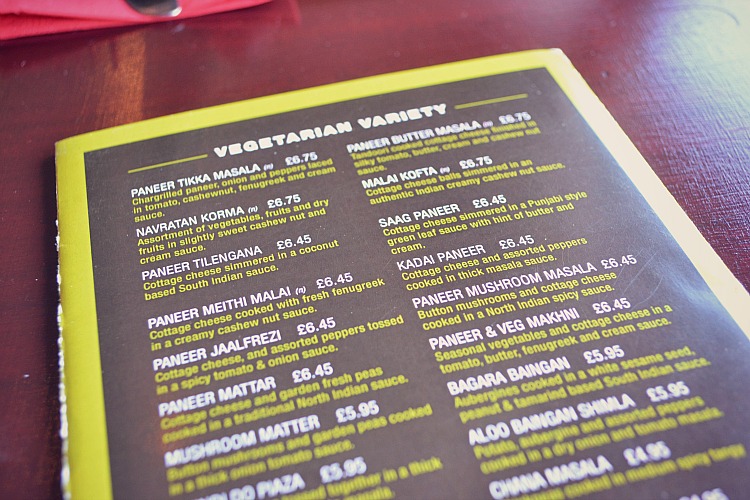 VEGETARIAN VARIETY
PANEER TIKKA MASALA (n) £6.75
Chargrilled paneer, onion and peppers laced
in tomato, cashewnut, fenugreek and cream
sauce.
NAVRATAN KORMA (n) £6.75
Assortment of vegetables, fruits and dry
fruits in slightly sweet cashew nut and
cream sauce.
PANEER TILENGANA £6.45
Cottage cheese simmered in a coconut
based South Indian sauce.
PANEER MEITHI MALAI (n) £6.45
Cottage cheese cooked with fresh fenugreek
in a creamy cashew nut sauce.
PANEER JAALFREZI £6.45
Cottage cheese, and assorted peppers tossed
in a spicy tomato & onion sauce.
PANEER MATTAR £6.45
Cottage cheese and garden fresh peas
cooked in a traditional North Indian sauce.
MUSHROOM MATTER £5.95
Button mushrooms and garden peas cooked
in a thick onion tomato sauce.
DO PIAZA £5.95
together in a thick
PANEER BUTTER MASALA (n) £6.75
Tandoori cooked cottage cheese finished in
silky tomato, butter, cream and cashew nut
sauce.
MALAI KOFTA (n) £6.75
Cottage cheese balls simmered in an
authentic Indian creamy cashew nut sauce.
SAAG PANEER £6.45
Cottage cheese simmered in a Punjabi style
green leaf sauce with hint of butter and
cream.
KADAI PANEER £6.45
Cottage cheese and assorted peppers
cooked in thick masala sauce.
PANEER MUSHROOM MASALA £6.45
Button mushrooms and cottage cheese
cooked in a North Indian spicy sauce.
PANEER & VEG MAKHNI £6.45
Seasonal vegetables and cottage cheese in a
tomato, butter, fenugreek and cream sauce.
BAGARA BAINGAN £5.95
Aubergines cooked in a white sesame seed,
peanut & tamarind based South Indian sauce.
ALOO BAINGAN SHIMLA £5.95
Potato, aubergines and assorted peppers
cooked in a dry onion and tomato masala.
CHANA MASALA £4.95
cooked in medium spicy tangy